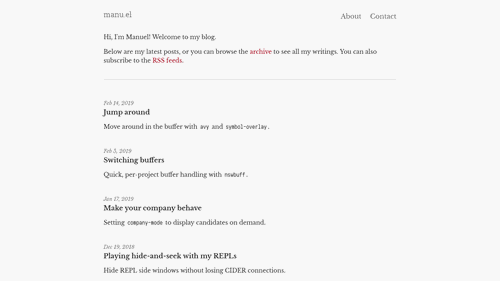 manu.el
About Contact
Hi, I'm Manuel! Welcome to my blog.
Below are my latest posts, or you can browse the archive to see all my writings. You can also
subscribe to the RSS feeds.
Feb 14, 2019
Jump around
Move around in the buffer with avy and symbol-overlay.
Feb 5, 2019
Switching buffers
Quick, per-project buffer handling with nswbuff.
Jan 17, 2019
Make your company behave
Setting company-mode to display candidates on demand.
Dec 19, 2018
Playing hide-and-seek with my REPLs
Hide REPL side windows without losing CIDER connections.